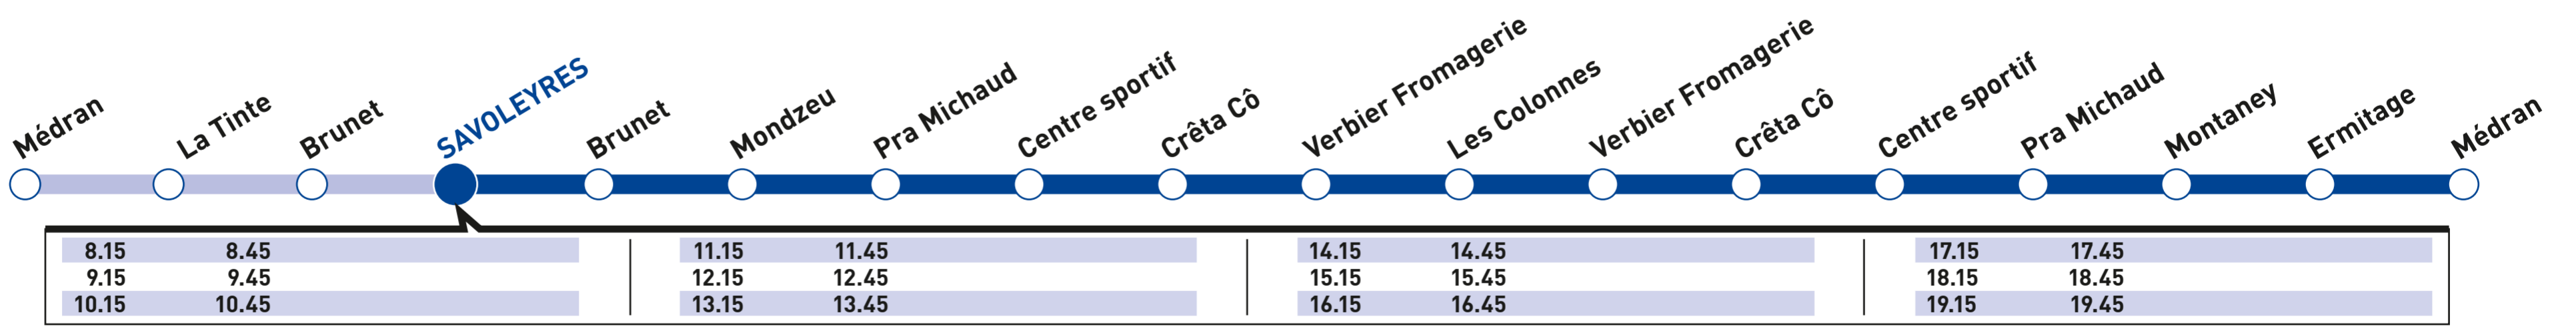 Médran
La Tinte
Brunet
SAVOLEYRES
Brunet
Mondzeu
Pra Michaud
Centre sportif
Crêta Cô
Verbier Fromagerie
Les Colonnes
Verbier Fromagerie
Crêta Cô
Centre sportif
Pra Michaud
Montaney
Ermitage
Médran
8.15 8.45 11.15 11.45 14.15 14.45 17.15 17.45
9.15 9.45 12.15 12.45 15.15 15.45 18.15 18.45
10.15 10.45 13.15 13.45 16.15 16.45 19.15 19.45